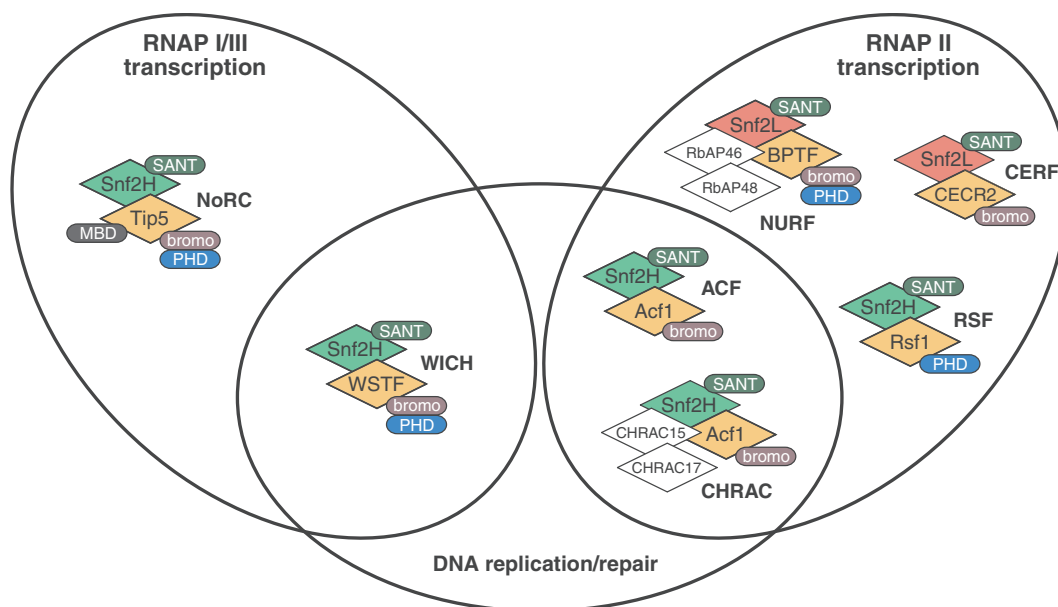 RNAP I/III
transcription
RNAP II
transcription
SANT
Snf2H
NoRC
Tip5
MBD
bromo
PHD
SANT
Snf2L
RbAP46
BPTF
RbAP48
bromo
PHD
NURF
SANT
Snf2L
CERF
CECR2
bromo
SANT
Snf2H
ACF
Acf1
bromo
SANT
Snf2H
RSF
Rsf1
PHD
SANT
Snf2H
WICH
WSTF
bromo
PHD
SANT
Snf2H
CHRAC15
Acf1
bromo
CHRAC17
CHRAC
DNA replication/repair